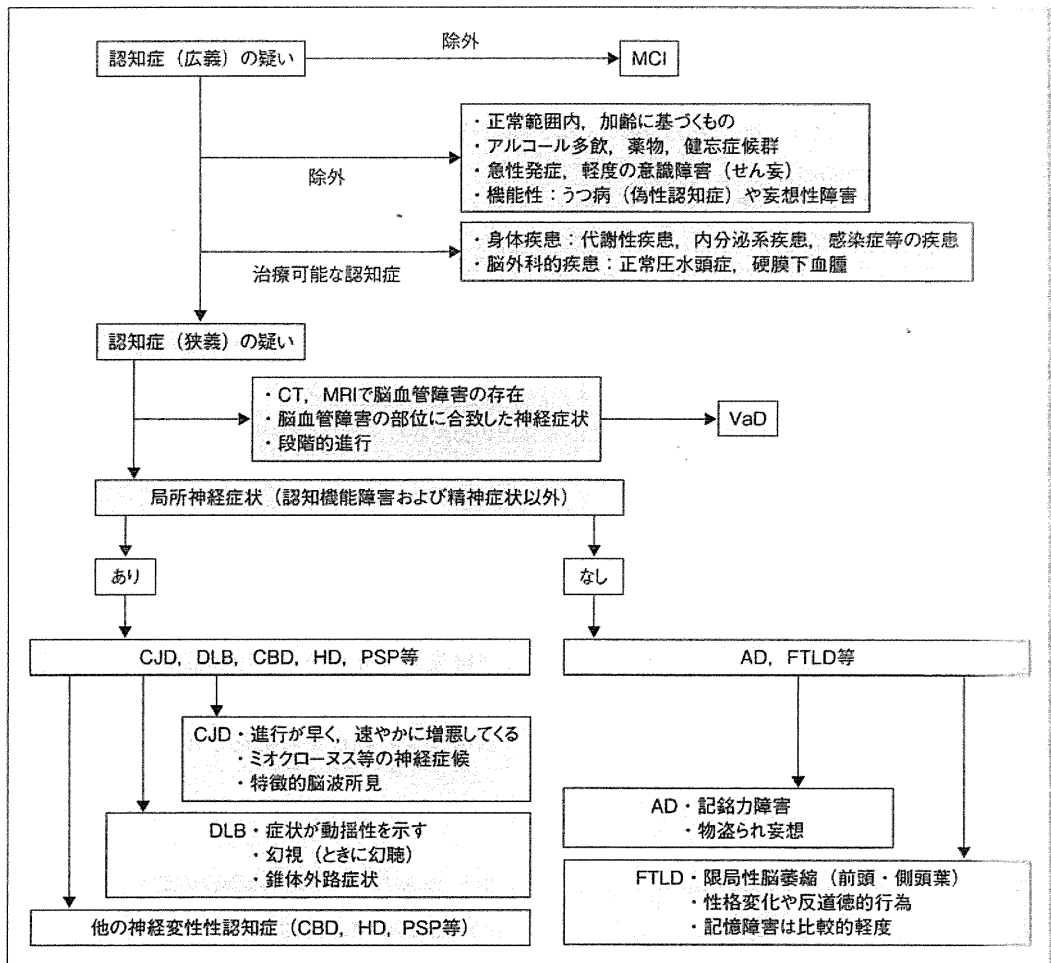 認知症（広義）の疑い
除外
MCI
・正常範囲内，加齢に基づくもの
・アルコール多飲，薬物，健忘症候群
・急性発症，軽度の意識障害（せん妄）
・機能性：うつ病（偽性認知症）や妄想性障害
除外
・身体疾患：代謝性疾患，内分泌系疾患，感染症等の疾患
・脳外科的疾患：正常圧水頭症，硬膜下血腫
治療可能な認知症
認知症（狭義）の疑い
・CT，MRIで脳血管障害の存在
・脳血管障害の部位に合致した神経症状
・段階的進行
VaD
局所神経症状（認知機能障害および精神症状以外）
あり
なし
CJD，DLB，CBD，HD，PSP等
AD，FTLD等
CJD・進行が早く，速やかに増悪してくる
・ミオクローヌス等の神経症候
・特徴的脳波所見
DLB・症状が動揺性を示す
・幻視（ときに幻聴）
・錐体外路症状
他の神経変性性認知症（CBD，HD，PSP等）
AD・記銘力障害
・物盗られ妄想
FTLD・限局性脳萎縮（前頭・側頭葉）
・性格変化や反道徳的行為
・記憶障害は比較的軽度